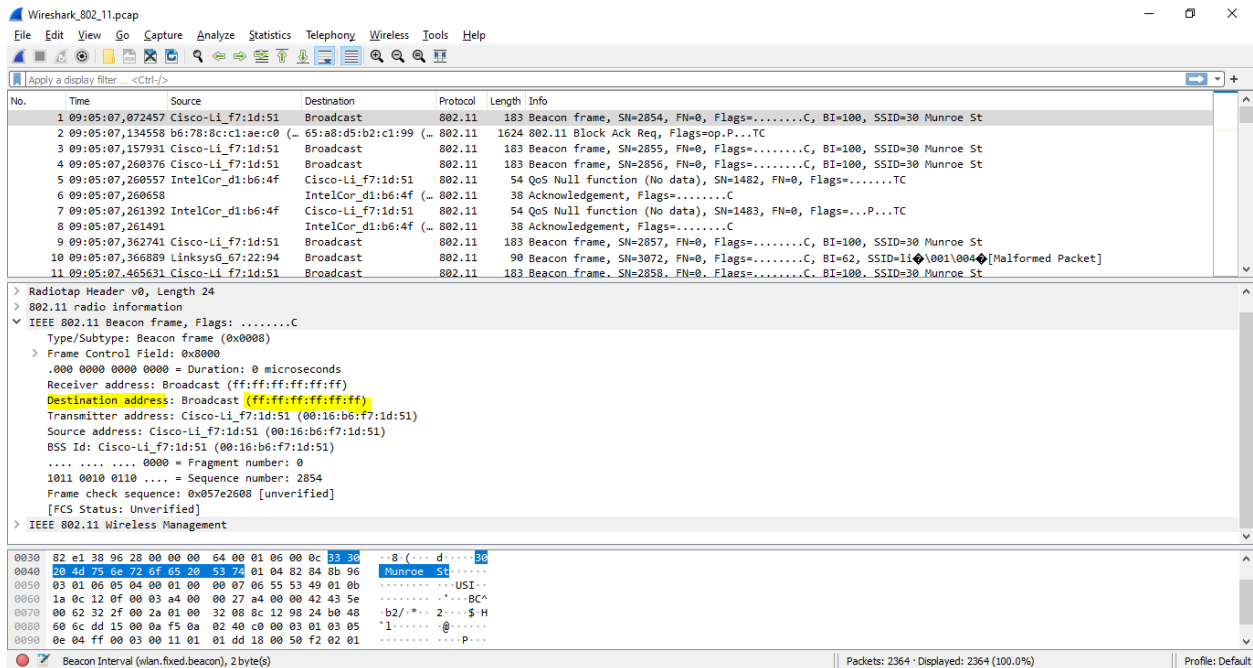 Wireshark_802_11.pcap
File Edit View Go Capture Analyze Statistics Telephony Wireless Tools Help
Apply a display filter ... <Ctrl-/>
No. Time Source Destination Protocol Length Info
1 09:05:07,072457 Cisco-Li_f7:1d:51 Broadcast 802.11 183 Beacon frame, SN=2854, FN=0, Flags=........C, BI=100, SSID=30 Munroe St
2 09:05:07,134558 b6:78:8c:c1:ae:c0 (… 65:a8:d5:b2:c1:99 (… 802.11 1624 802.11 Block Ack Req, Flags=op.P...TC
3 09:05:07,157931 Cisco-Li_f7:1d:51 Broadcast 802.11 183 Beacon frame, SN=2855, FN=0, Flags=........C, BI=100, SSID=30 Munroe St
4 09:05:07,260376 Cisco-Li_f7:1d:51 Broadcast 802.11 183 Beacon frame, SN=2856, FN=0, Flags=........C, BI=100, SSID=30 Munroe St
5 09:05:07,260557 IntelCor_d1:b6:4f Cisco-Li_f7:1d:51 802.11 54 QoS Null function (No data), SN=1482, FN=0, Flags=.......TC
6 09:05:07,260658 IntelCor_d1:b6:4f (… 802.11 38 Acknowledgement, Flags=........C
7 09:05:07,261392 IntelCor_d1:b6:4f Cisco-Li_f7:1d:51 802.11 54 QoS Null function (No data), SN=1483, FN=0, Flags=...P...TC
8 09:05:07,261491 IntelCor_d1:b6:4f (… 802.11 38 Acknowledgement, Flags=........C
9 09:05:07,362741 Cisco-Li_f7:1d:51 Broadcast 802.11 183 Beacon frame, SN=2857, FN=0, Flags=........C, BI=100, SSID=30 Munroe St
10 09:05:07,366889 LinksysG_67:22:94 Broadcast 802.11 90 Beacon frame, SN=3072, FN=0, Flags=........C, BI=62, SSID=li�\001\004�[Malformed Packet]
11 09:05:07,465631 Cisco-Li_f7:1d:51 Broadcast 802.11 183 Beacon frame, SN=2858, FN=0, Flags=........C, BI=100, SSID=30 Munroe St
Radiotap Header v0, Length 24
802.11 radio information
IEEE 802.11 Beacon frame, Flags: ........C
Type/Subtype: Beacon frame (0x0008)
Frame Control Field: 0x8000
.000 0000 0000 0000 = Duration: 0 microseconds
Receiver address: Broadcast (ff:ff:ff:ff:ff:ff)
Destination address: Broadcast (ff:ff:ff:ff:ff:ff)
Transmitter address: Cisco-Li_f7:1d:51 (00:16:b6:f7:1d:51)
Source address: Cisco-Li_f7:1d:51 (00:16:b6:f7:1d:51)
BSS Id: Cisco-Li_f7:1d:51 (00:16:b6:f7:1d:51)
.... .... .... 0000 = Fragment number: 0
1011 0010 0110 .... = Sequence number: 2854
Frame check sequence: 0x057e2608 [unverified]
[FCS Status: Unverified]
IEEE 802.11 Wireless Management
0030 82 e1 38 96 28 00 00 00 64 00 01 06 00 0c 33 30 ··8·(··· d·····30
0040 20 4d 75 6e 72 6f 65 20 53 74 01 04 82 84 8b 96 Munroe St······
0050 03 01 06 05 04 00 01 00 00 07 06 55 53 49 01 0b ········ ···USI··
0060 1a 0c 12 0f 00 03 a4 00 00 27 a4 00 00 42 43 5e ········ ·'···BC^
0070 00 62 32 2f 00 2a 01 00 32 08 8c 12 98 24 b0 48 ·b2/·*·· 2····$·H
0080 60 6c dd 15 00 0a f5 0a 02 40 c0 00 03 01 03 05 `l······ ·@······
0090 0e 04 ff 00 03 00 11 01 01 dd 18 00 50 f2 02 01 ········ ····P···
Beacon Interval (wlan.fixed.beacon), 2 byte(s) Packets: 2364 · Displayed: 2364 (100.0%) Profile: Default